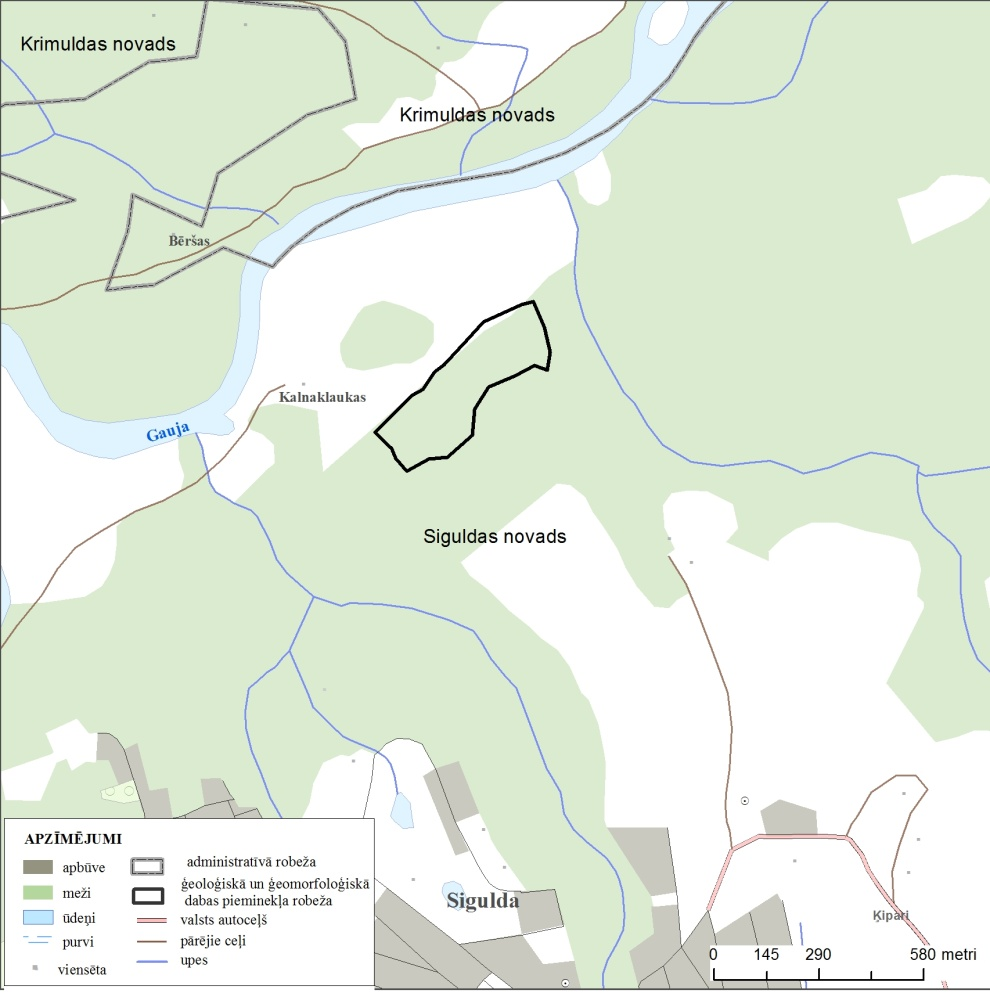 Krimuldas novads
Krimuldas novads
Bēršas
Kalnaklaukas
Gauja
Siguldas novads
APZĪMĒJUMI
apbūve
meži
ūdeņi
purvi
viensēta
administratīvā robeža
ģeoloģiskā un ģeomorfoloģiskā
dabas pieminekļa robeža
valsts autoceļš
pārējie ceļi
upes
Sigulda
Ķipari
0 145 290 580 metri